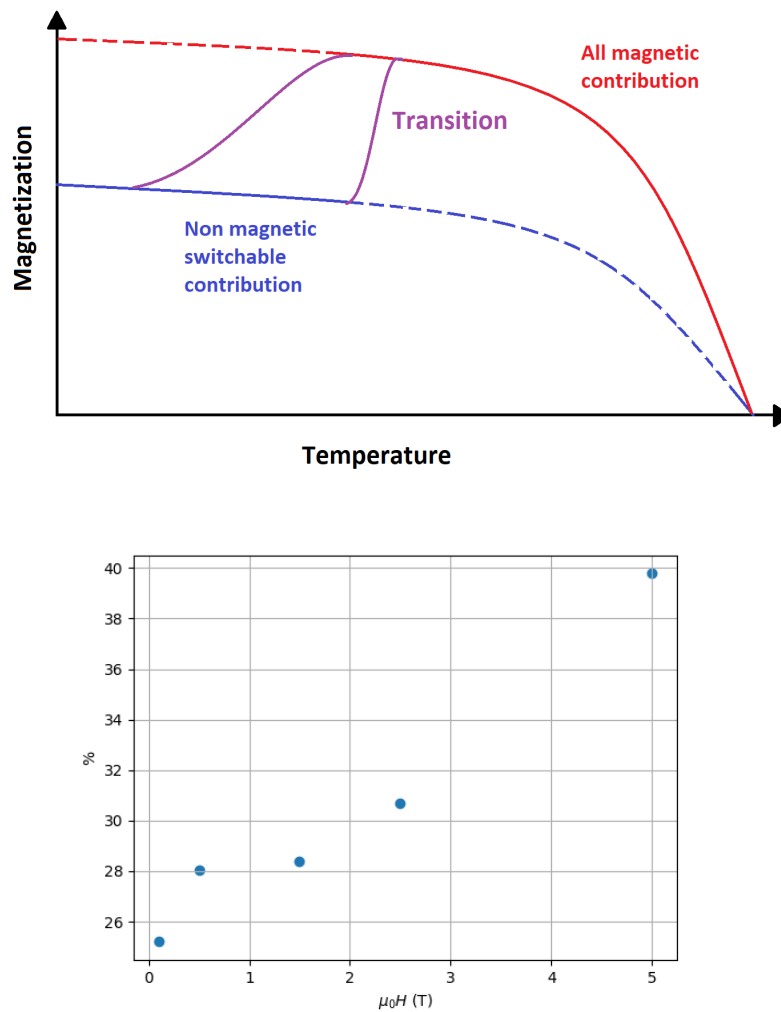 All magnetic
contribution
Transition
Magnetization
Non magnetic
switchable
contribution
Temperature
40
38
36
34
32
30
28
26
%
0 1 2 3 4 5
μ₀H (T)